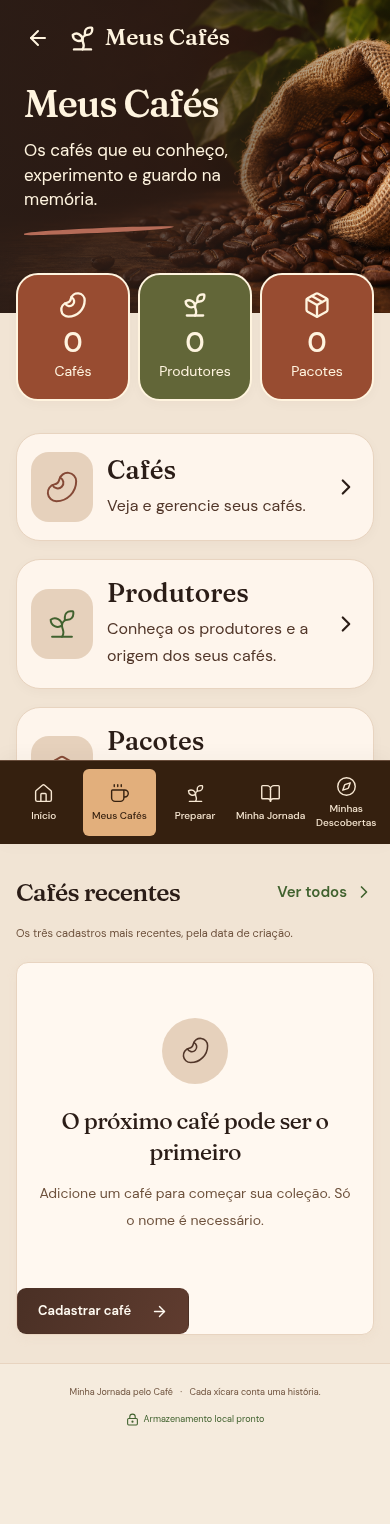 Meus Cafés
Meus Cafés
Os cafés que eu conheço,
experimento e guardo na
memória.
0
Cafés
0
Produtores
0
Pacotes
Cafés
Veja e gerencie seus cafés.
Produtores
Conheça os produtores e a
origem dos seus cafés.
Pacotes
Início
Meus Cafés
Preparar
Minha Jornada
Minhas
Descobertas
Cafés recentes
Ver todos
Os três cadastros mais recentes, pela data de criação.
O próximo café pode ser o
primeiro
Adicione um café para começar sua coleção. Só
o nome é necessário.
Cadastrar café
Minha Jornada pelo Café · Cada xícara conta uma história.
Armazenamento local pronto